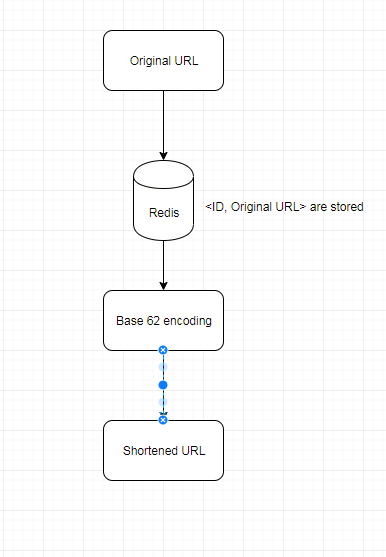 Original URL
Redis
<ID, Original URL> are stored
Base 62 encoding
Shortened URL